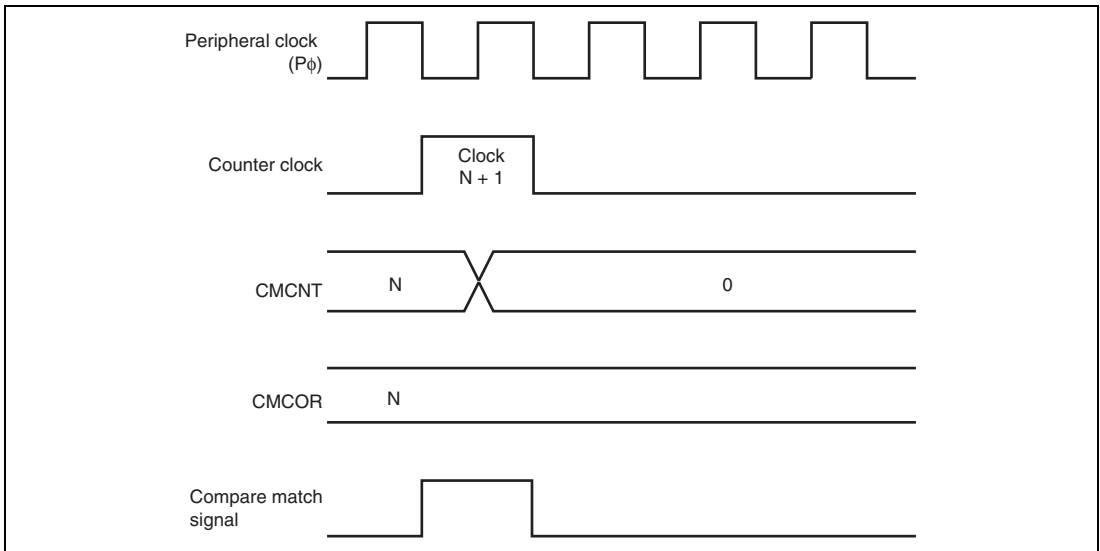 Peripheral clock
(Pϕ)
Counter clock
Clock
N + 1
CMCNT
N
0
CMCOR
N
Compare match
signal